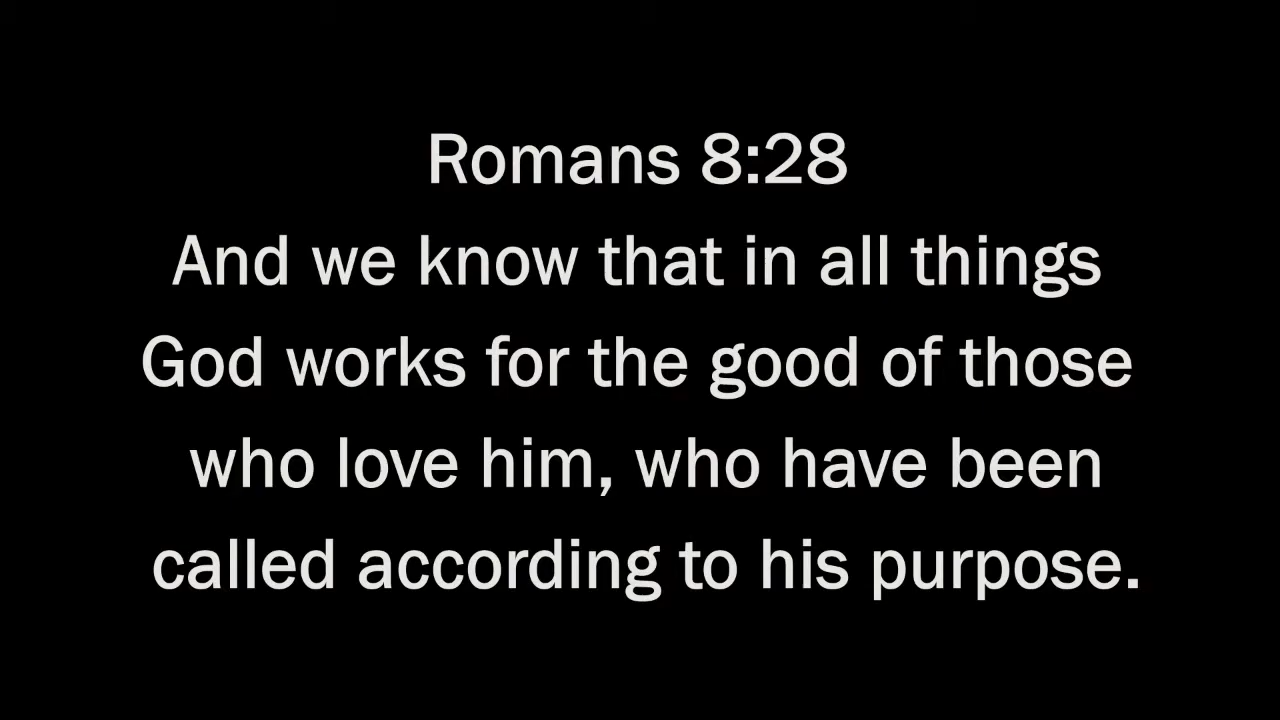 Romans 8:28
And we know that in all things
God works for the good of those
who love him, who have been
called according to his purpose.